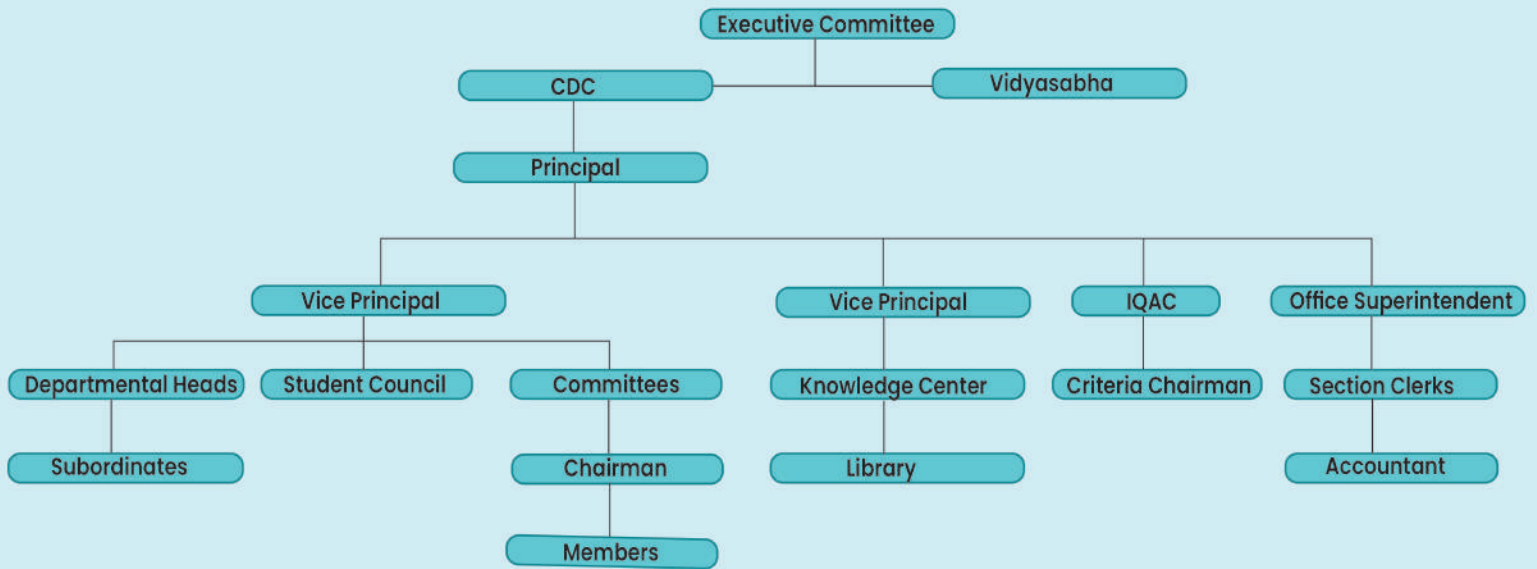 Executive Committee
CDC
Vidyasabha
Principal
Vice Principal
Vice Principal
IQAC
Office Superintendent
Departmental Heads
Student Council
Committees
Knowledge Center
Criteria Chairman
Section Clerks
Subordinates
Chairman
Library
Accountant
Members